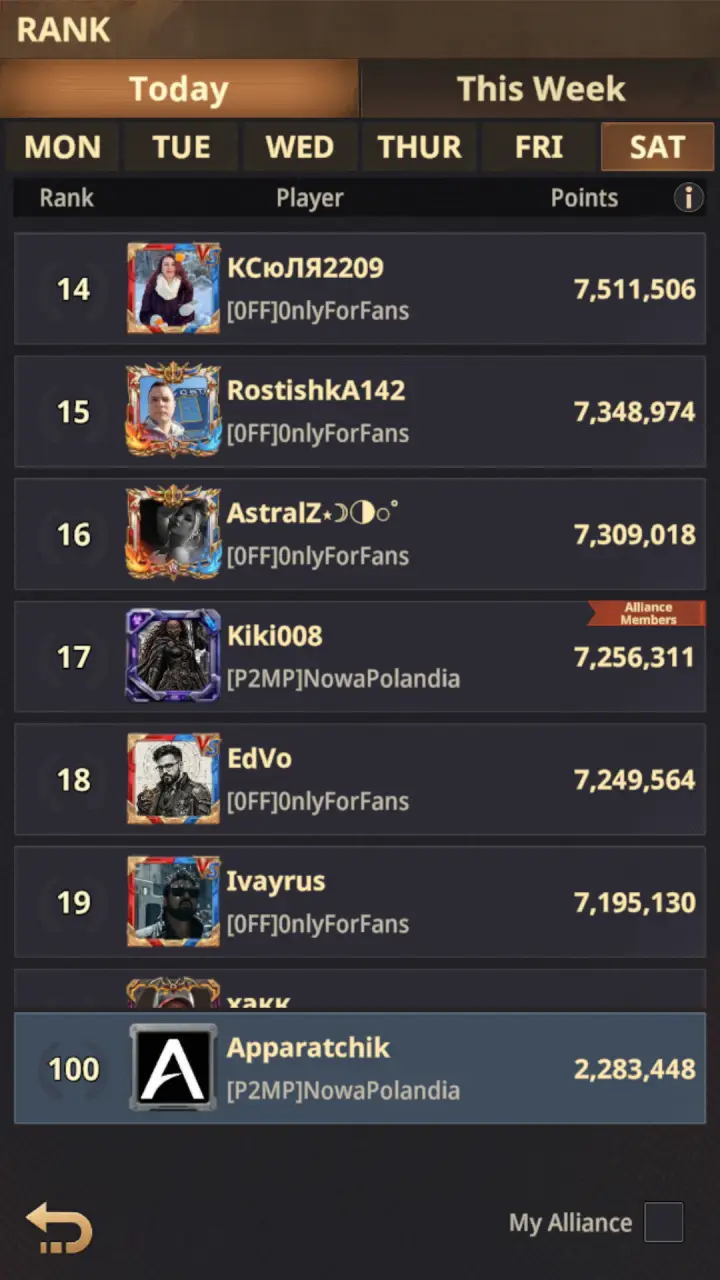 RANK
Today
This Week
MON TUE WED THUR FRI SAT
Rank Player Points
14 КСюЛЯ2209 7,511,506
[0FF]0nlyForFans
15 RostishkA142 7,348,974
[0FF]0nlyForFans
16 AstralZ⋆☽◑○° 7,309,018
[0FF]0nlyForFans
Alliance
Members
17 Kiki008 7,256,311
[P2MP]NowaPolandia
18 EdVo 7,249,564
[0FF]0nlyForFans
19 Ivayrus 7,195,130
[0FF]0nlyForFans
хакк
100 Apparatchik 2,283,448
[P2MP]NowaPolandia
My Alliance